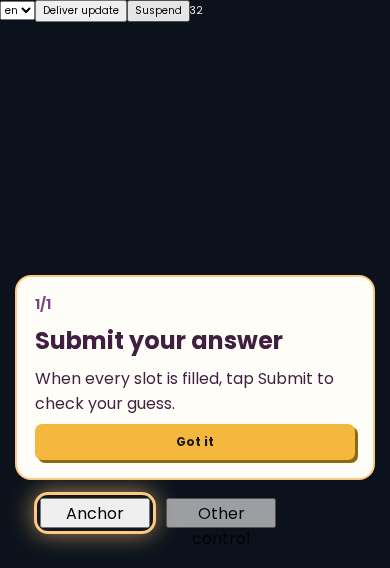 en Deliver update Suspend 32
1/1
Submit your answer
When every slot is filled, tap Submit to
check your guess.
Got it
Anchor Other
control